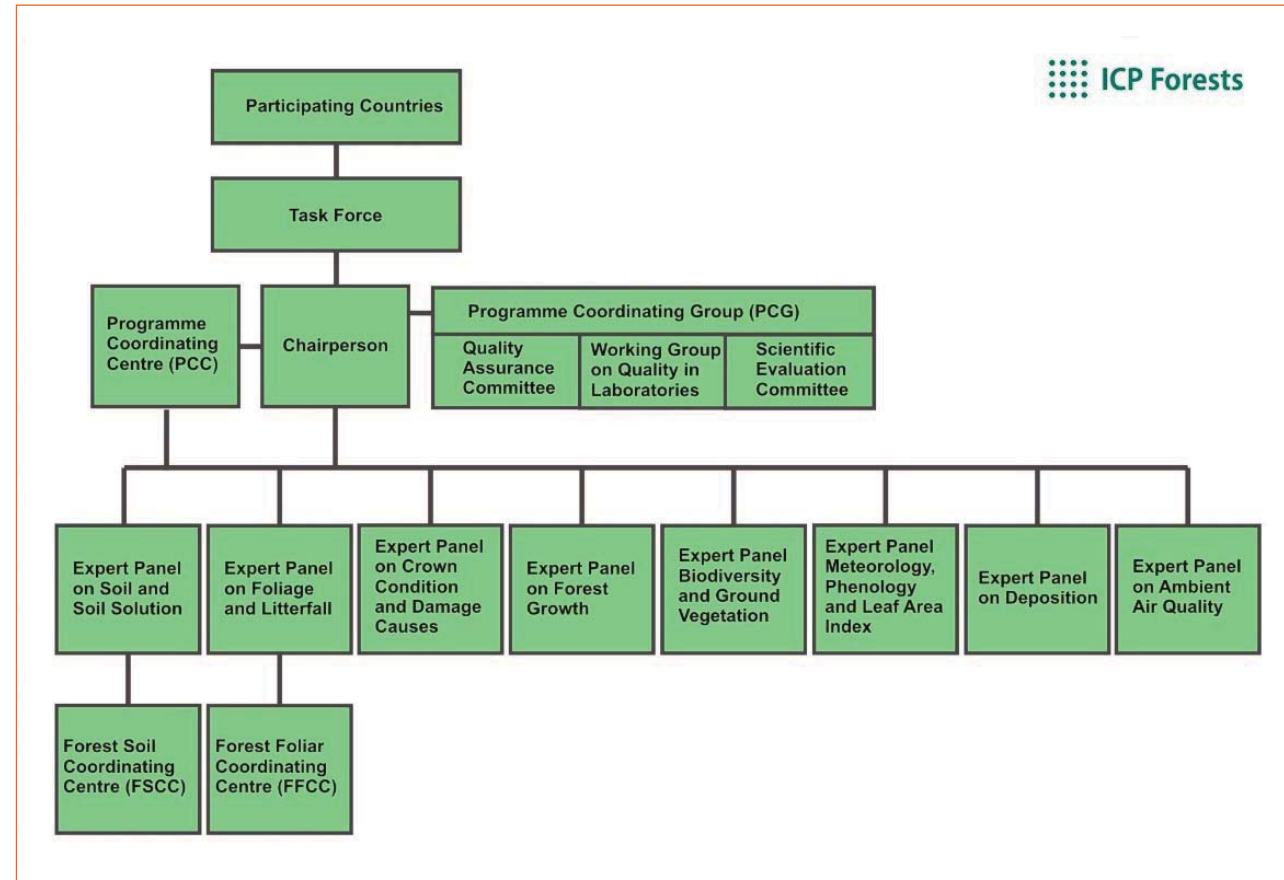 ICP Forests
Participating Countries
Task Force
Programme
Coordinating
Centre (PCC)
Chairperson
Programme Coordinating Group (PCG)
Quality
Assurance
Committee
Working Group
on Quality in
Laboratories
Scientific
Evaluation
Committee
Expert Panel
on Soil and
Soil Solution
Expert Panel
on Foliage
and Litterfall
Expert Panel
on Crown
Condition
and Damage
Causes
Expert Panel
on Forest
Growth
Expert Panel
Biodiversity
and Ground
Vegetation
Expert Panel
Meteorology,
Phenology
and Leaf Area
Index
Expert Panel
on Deposition
Expert Panel
on Ambient
Air Quality
Forest Soil
Coordinating
Centre (FSCC)
Forest Foliar
Coordinating
Centre (FFCC)